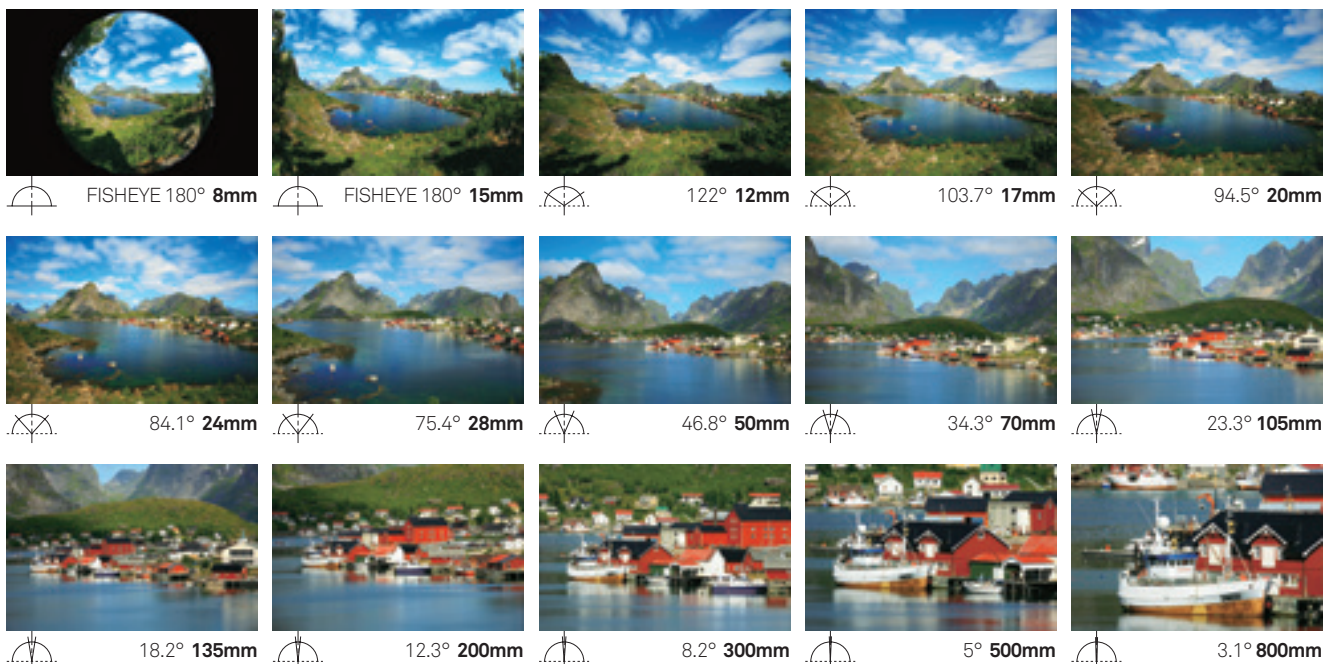 FISHEYE 180° 8mm
FISHEYE 180° 15mm
122° 12mm
103.7° 17mm
94.5° 20mm
84.1° 24mm
75.4° 28mm
46.8° 50mm
34.3° 70mm
23.3° 105mm
18.2° 135mm
12.3° 200mm
8.2° 300mm
5° 500mm
3.1° 800mm